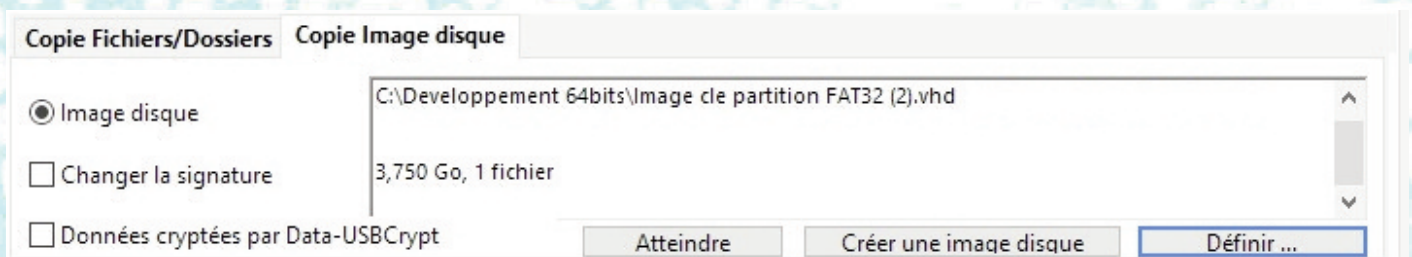 Copie Fichiers/Dossiers Copie Image disque
Image disque
C:\Developpement 64bits\Image cle partition FAT32 (2).vhd
Changer la signature
3,750 Go, 1 fichier
Données cryptées par Data-USBCrypt
Atteindre Créer une image disque Définir ...